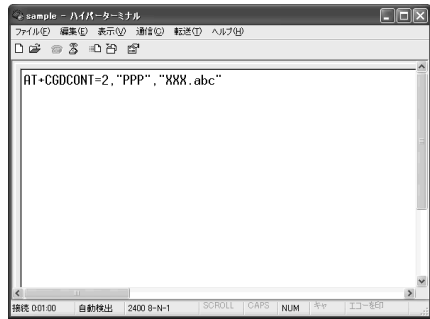 sample - ハイパーターミナル
ファイル(F) 編集(E) 表示(V) 通信(C) 転送(T) ヘルプ(H)
AT+CGDCONT=2,"PPP","XXX.abc"
接続 0:01:00 自動検出 2400 8-N-1 SCROLL CAPS NUM キャ エコーを印